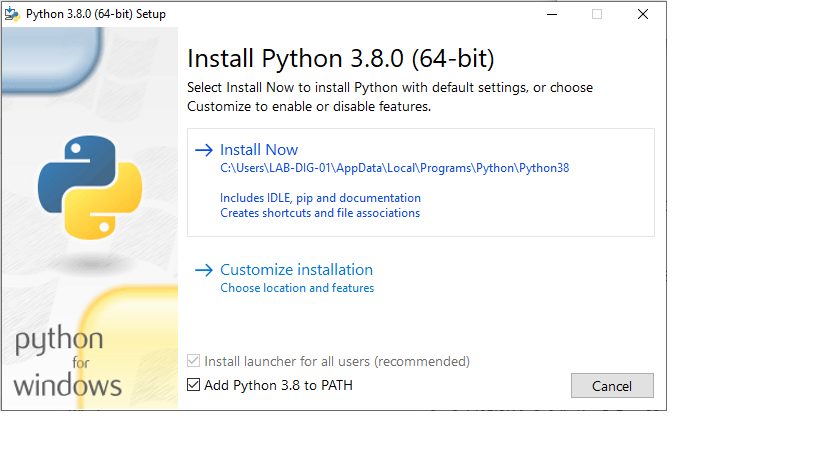 Python 3.8.0 (64-bit) Setup
Install Python 3.8.0 (64-bit)
Select Install Now to install Python with default settings, or choose
Customize to enable or disable features.
Install Now
C:\Users\LAB-DIG-01\AppData\Local\Programs\Python\Python38
Includes IDLE, pip and documentation
Creates shortcuts and file associations
Customize installation
Choose location and features
python
for
windows
Install launcher for all users (recommended)
Add Python 3.8 to PATH
Cancel